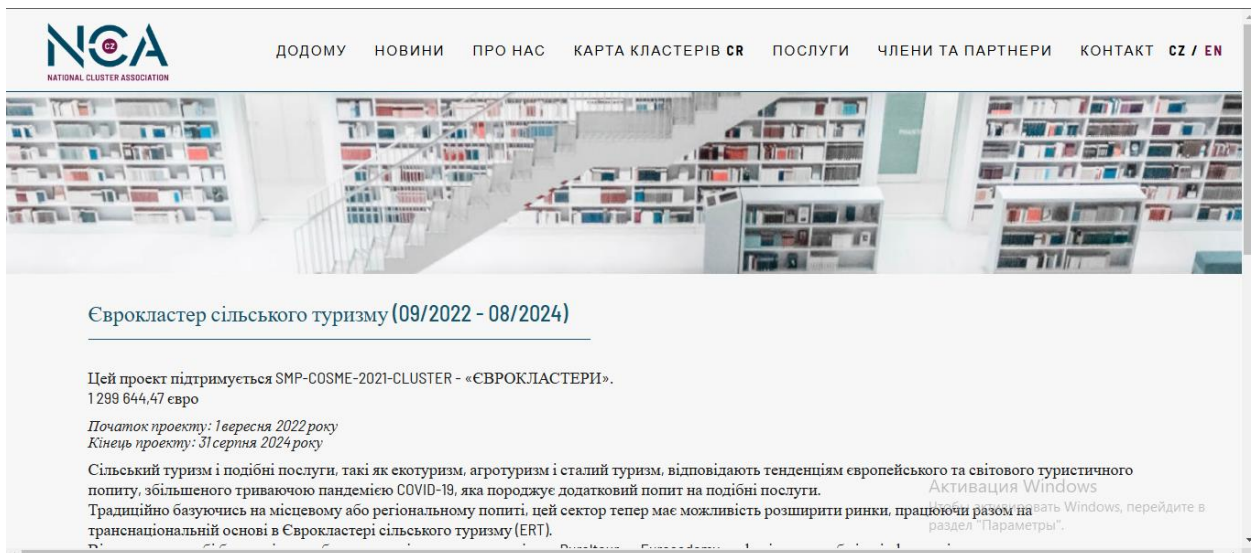 NCA
CZ
NATIONAL CLUSTER ASSOCIATION
ДОДОМУ НОВИНИ ПРО НАС КАРТА КЛАСТЕРІВ CR ПОСЛУГИ ЧЛЕНИ ТА ПАРТНЕРИ КОНТАКТ CZ / EN
Єврокластер сільського туризму (09/2022 - 08/2024)
Цей проект підтримується SMP-COSME-2021-CLUSTER - «ЄВРОКЛАСТЕРИ».
1 299 644,47 євро
Початок проекту: 1 вересня 2022 року
Кінець проекту: 31 серпня 2024 року
Сільський туризм і подібні послуги, такі як екотуризм, агротуризм і сталий туризм, відповідають тенденціям європейського та світового туристичного
попиту, збільшеного триваючою пандемією COVID-19, яка породжує додатковий попит на подібні послуги.
Традиційно базуючись на місцевому або регіональному попиті, цей сектор тепер має можливість розширити ринки, працюючи разом на
транснаціональній основі в Єврокластері сільського туризму (ERT).
Активация Windows
Чтобы активировать Windows, перейдите в
раздел "Параметры".